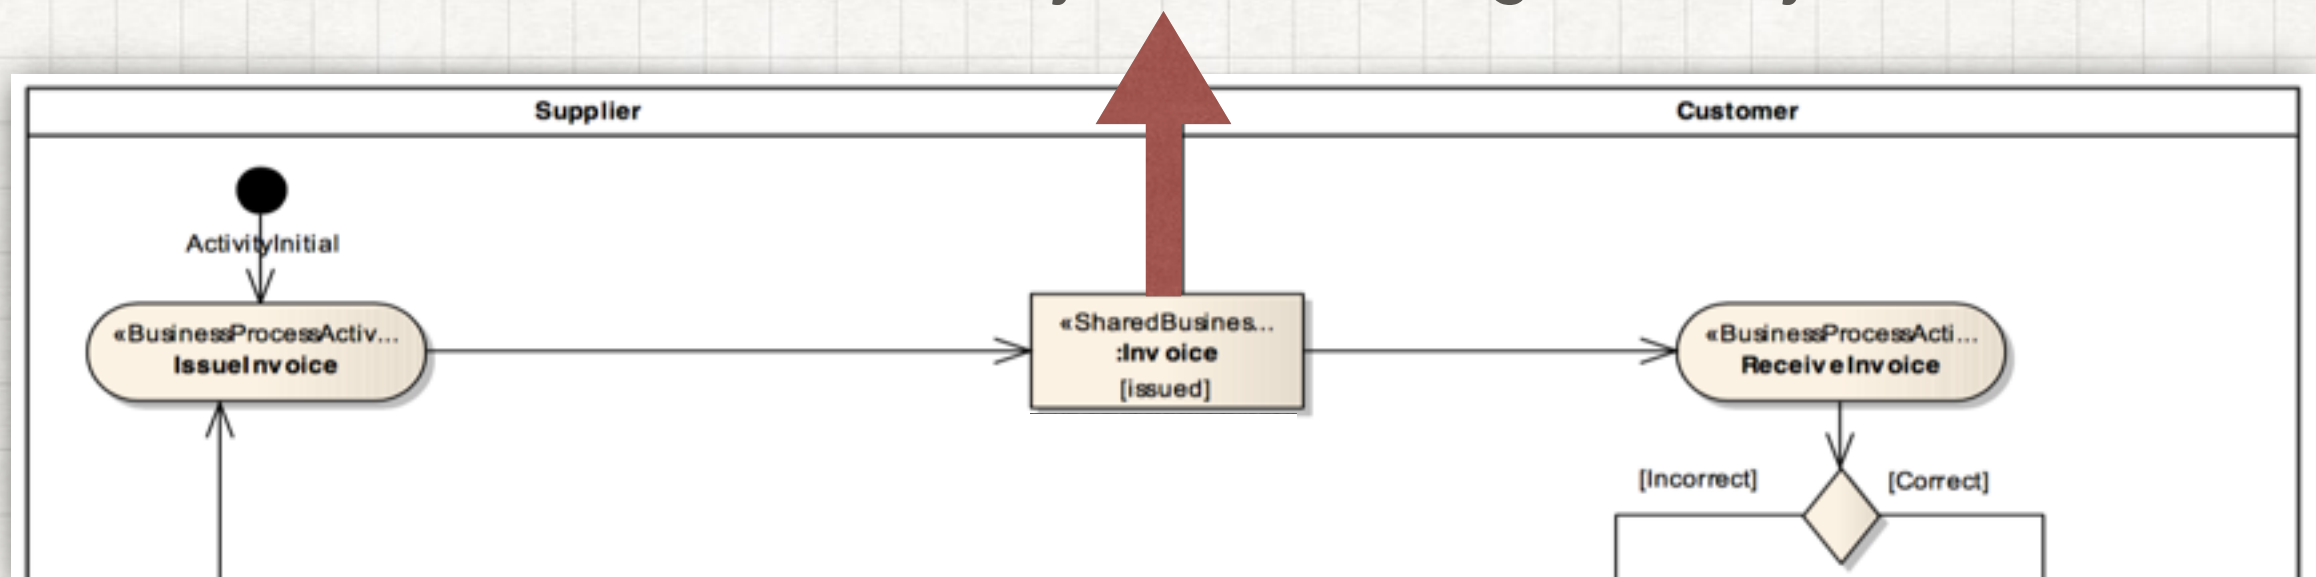 Supplier
Customer
ActivityInitial
«BusinessProcessActiv...
IssueInvoice
«SharedBusines...
:Invoice
[issued]
«BusinessProcessActi...
ReceiveInvoice
[Incorrect]
[Correct]